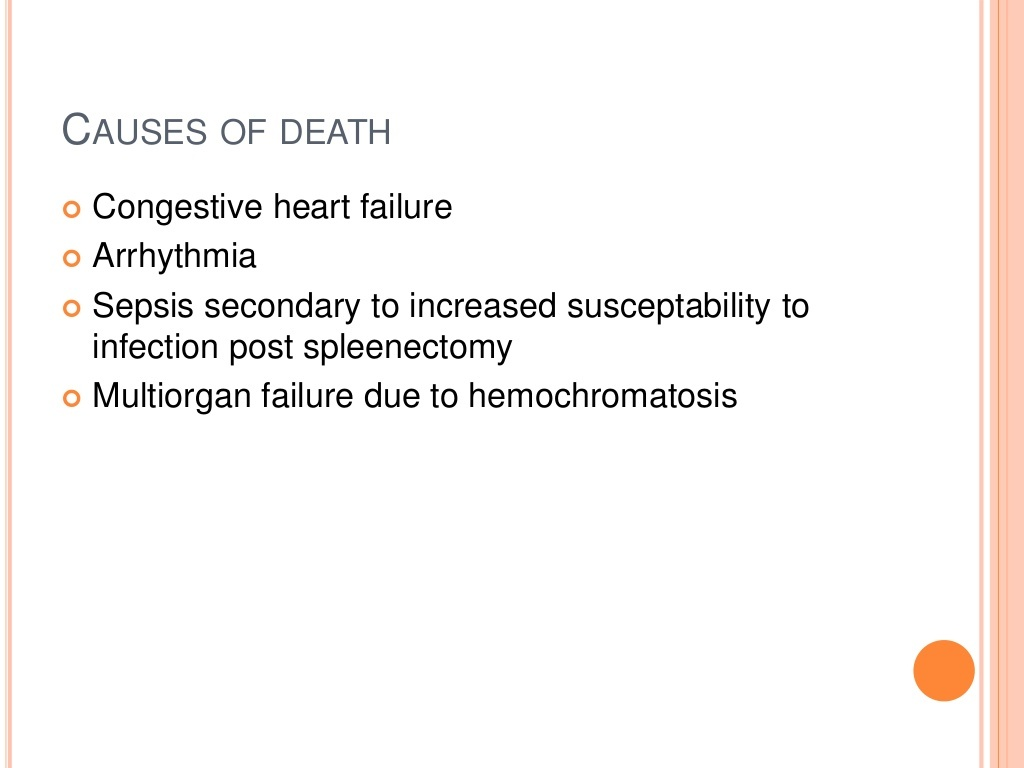 CAUSES OF DEATH
Congestive heart failure
Arrhythmia
Sepsis secondary to increased susceptability to
infection post spleenectomy
Multiorgan failure due to hemochromatosis